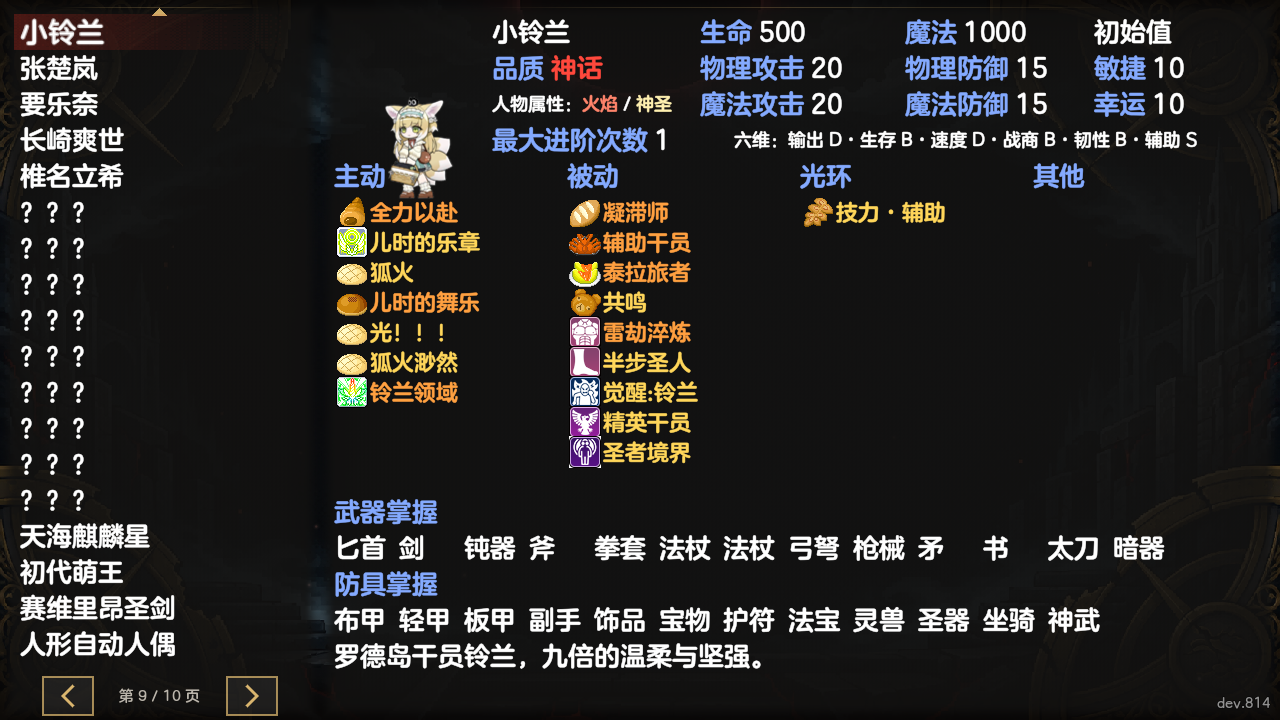 小铃兰
张楚岚
要乐奈
长崎爽世
椎名立希
？？？
？？？
？？？
？？？
？？？
？？？
？？？
？？？
？？？
天海麒麟星
初代萌王
赛维里昂圣剑
人形自动人偶
第 9 / 10 页
小铃兰 生命 500 魔法 1000 初始值
品质 神话 物理攻击 20 物理防御 15 敏捷 10
人物属性：火焰 / 神圣 魔法攻击 20 魔法防御 15 幸运 10
最大进阶次数 1 六维：输出 D · 生存 B · 速度 D · 战商 B · 韧性 B · 辅助 S
主动 被动 光环 其他
全力以赴 凝滞师 技力·辅助
儿时的乐章 辅助干员
狐火 泰拉旅者
儿时的舞乐 共鸣
光！！！ 雷劫淬炼
狐火渺然 半步圣人
铃兰领域 觉醒:铃兰
精英干员
圣者境界
武器掌握
匕首 剑 钝器 斧 拳套 法杖 法杖 弓弩 枪械 矛 书 太刀 暗器
防具掌握
布甲 轻甲 板甲 副手 饰品 宝物 护符 法宝 灵兽 圣器 坐骑 神武
罗德岛干员铃兰，九倍的温柔与坚强。
dev.814